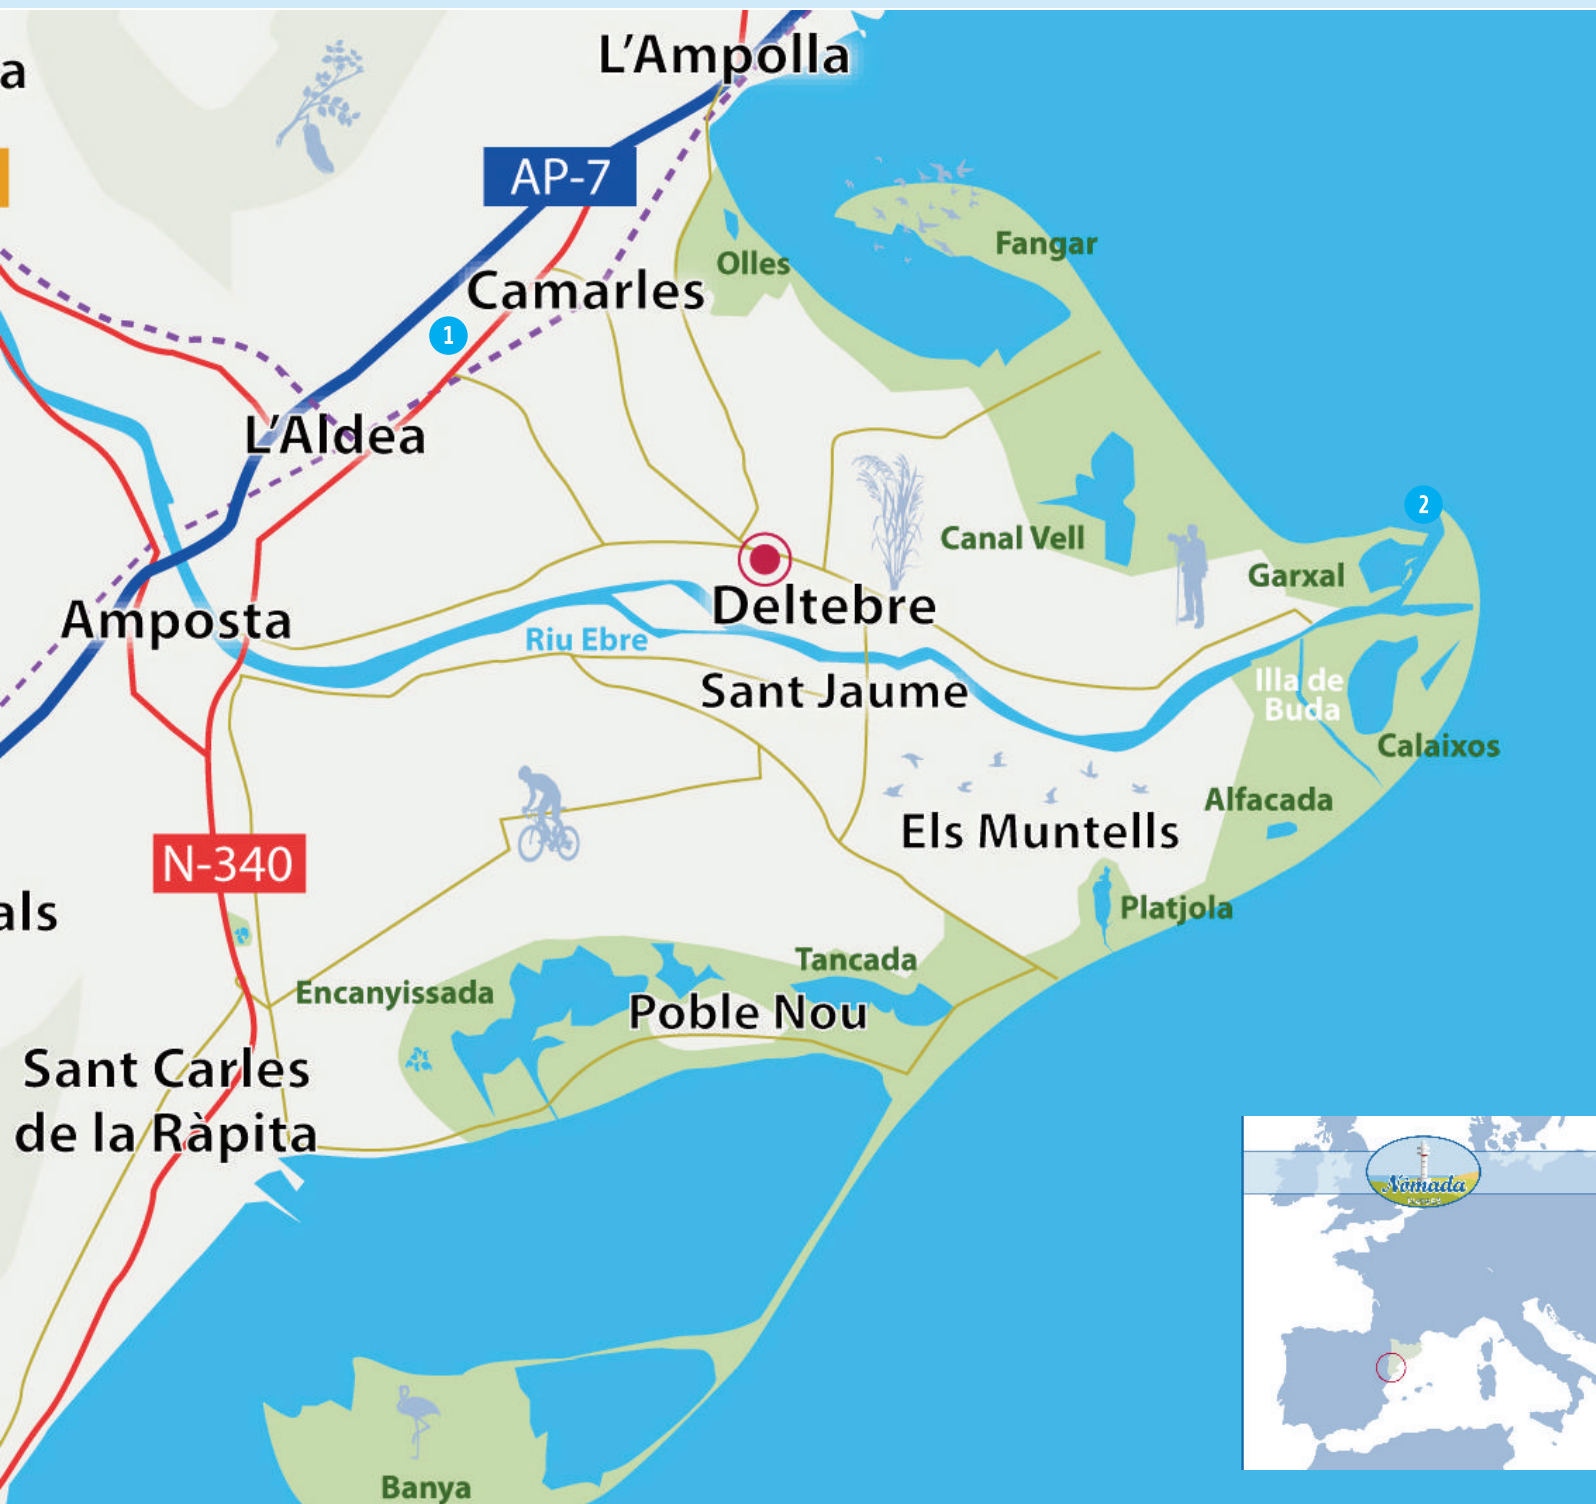 L'Ampolla
a
AP-7
Fangar
Olles
Camarles
1
L'Aldea
2
Canal Vell
Garxal
Deltebre
Amposta
Riu Ebre
Illa de
Buda
Sant Jaume
Calaixos
Alfacada
Els Muntells
N-340
als
Platjola
Tancada
Encanyissada
Poble Nou
Sant Carles
de la Ràpita
Nòmada
Banya